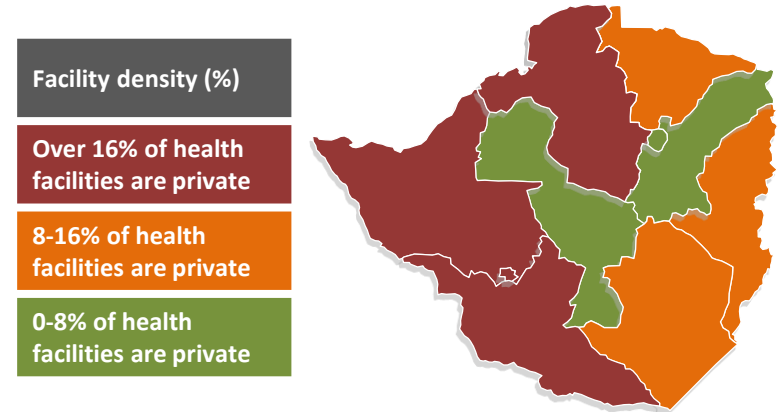 Facility density (%)
Over 16% of health
facilities are private
8-16% of health
facilities are private
0-8% of health
facilities are private